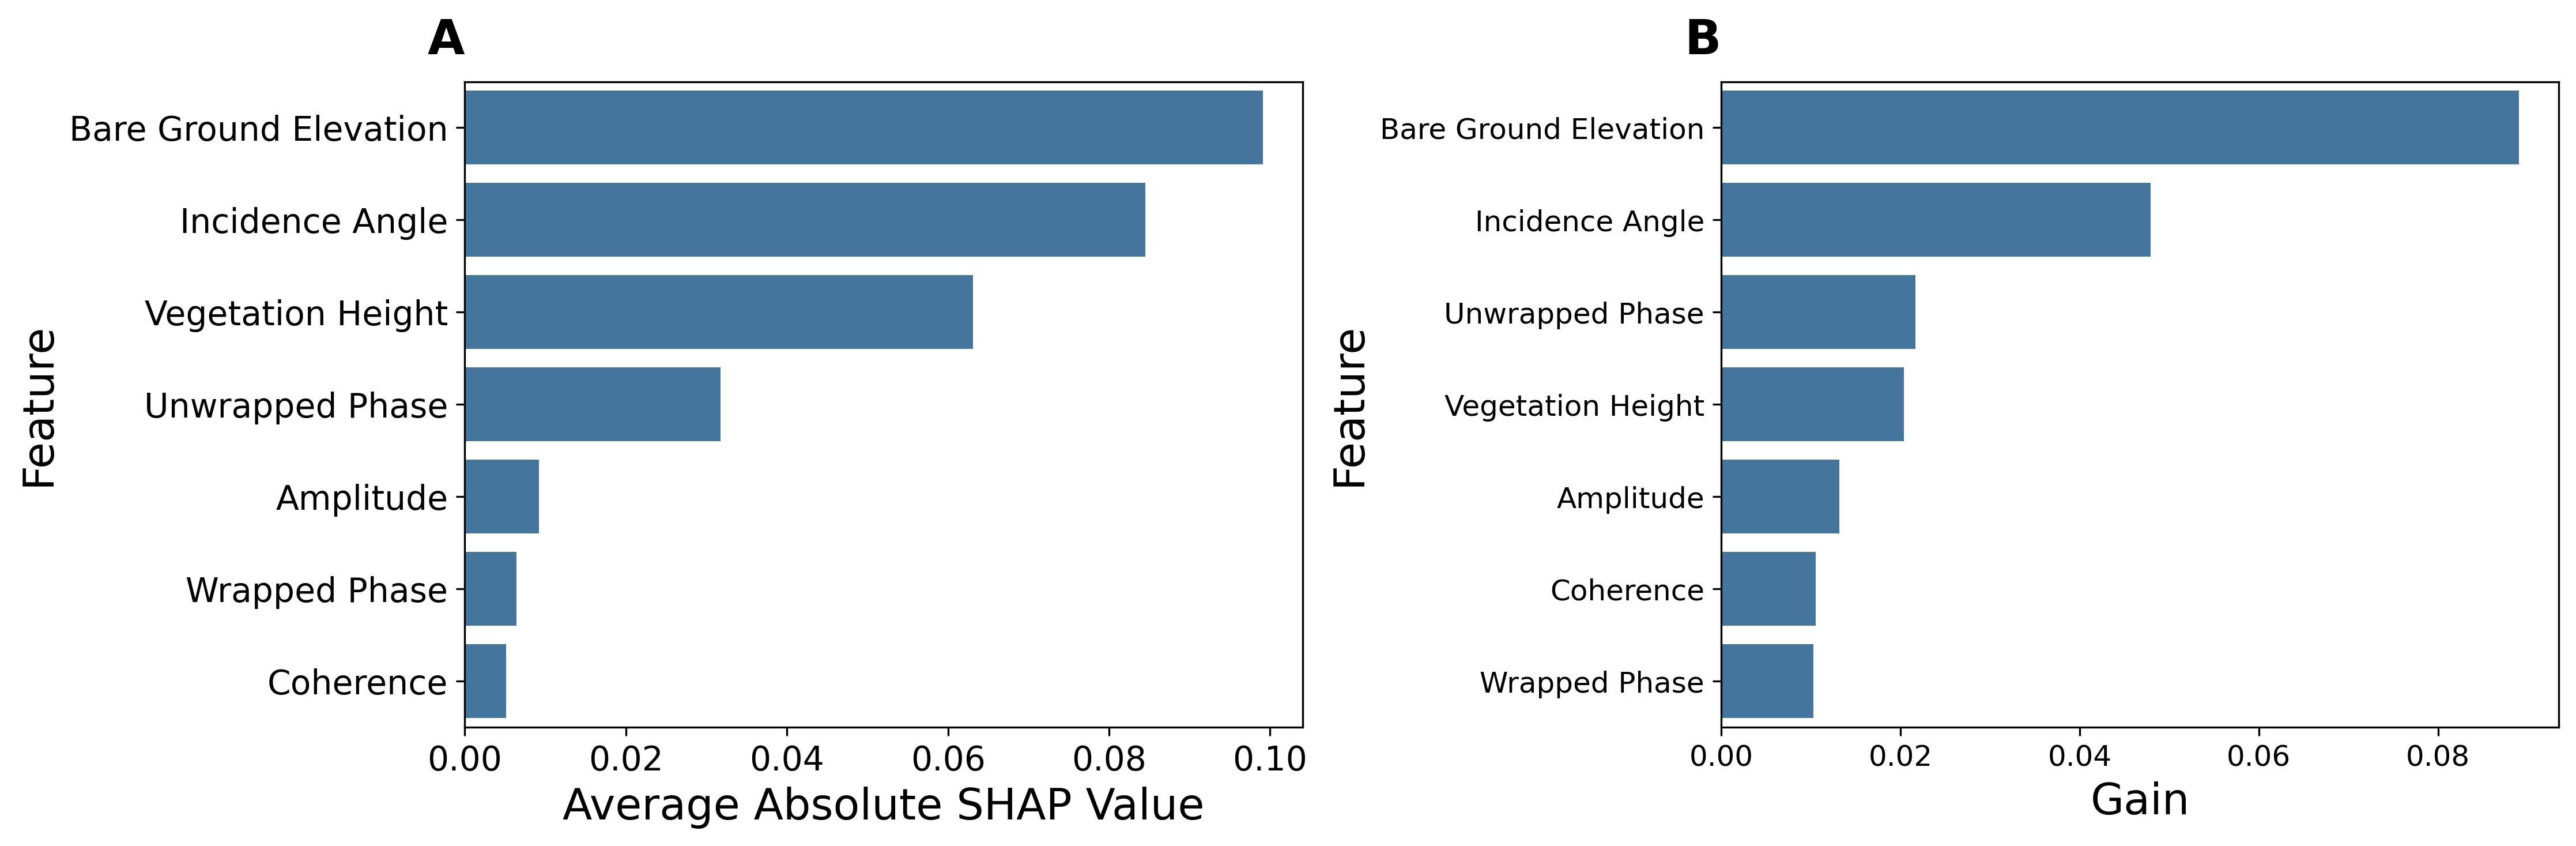 A
Feature
Bare Ground Elevation
Incidence Angle
Vegetation Height
Unwrapped Phase
Amplitude
Wrapped Phase
Coherence
0.00 0.02 0.04 0.06 0.08 0.10
Average Absolute SHAP Value
B
Feature
Bare Ground Elevation
Incidence Angle
Unwrapped Phase
Vegetation Height
Amplitude
Coherence
Wrapped Phase
0.00 0.02 0.04 0.06 0.08
Gain